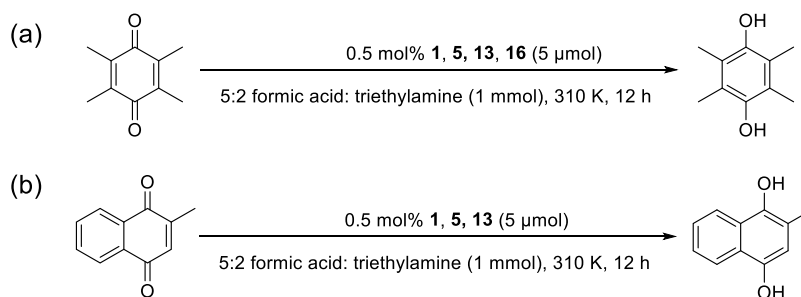 (a)
O
O
0.5 mol% 1, 5, 13, 16 (5 µmol)
5:2 formic acid: triethylamine (1 mmol), 310 K, 12 h
OH
OH
(b)
O
O
0.5 mol% 1, 5, 13 (5 µmol)
5:2 formic acid: triethylamine (1 mmol), 310 K, 12 h
OH
OH